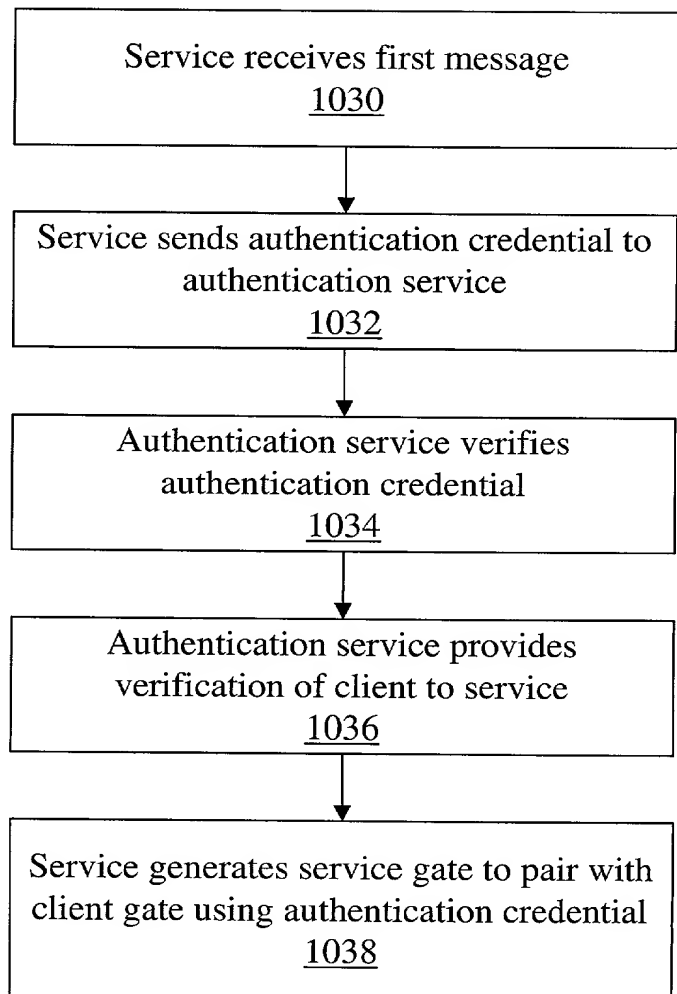 Service receives first message
1030
Service sends authentication credential to
authentication service
1032
Authentication service verifies
authentication credential
1034
Authentication service provides
verification of client to service
1036
Service generates service gate to pair with
client gate using authentication credential
1038